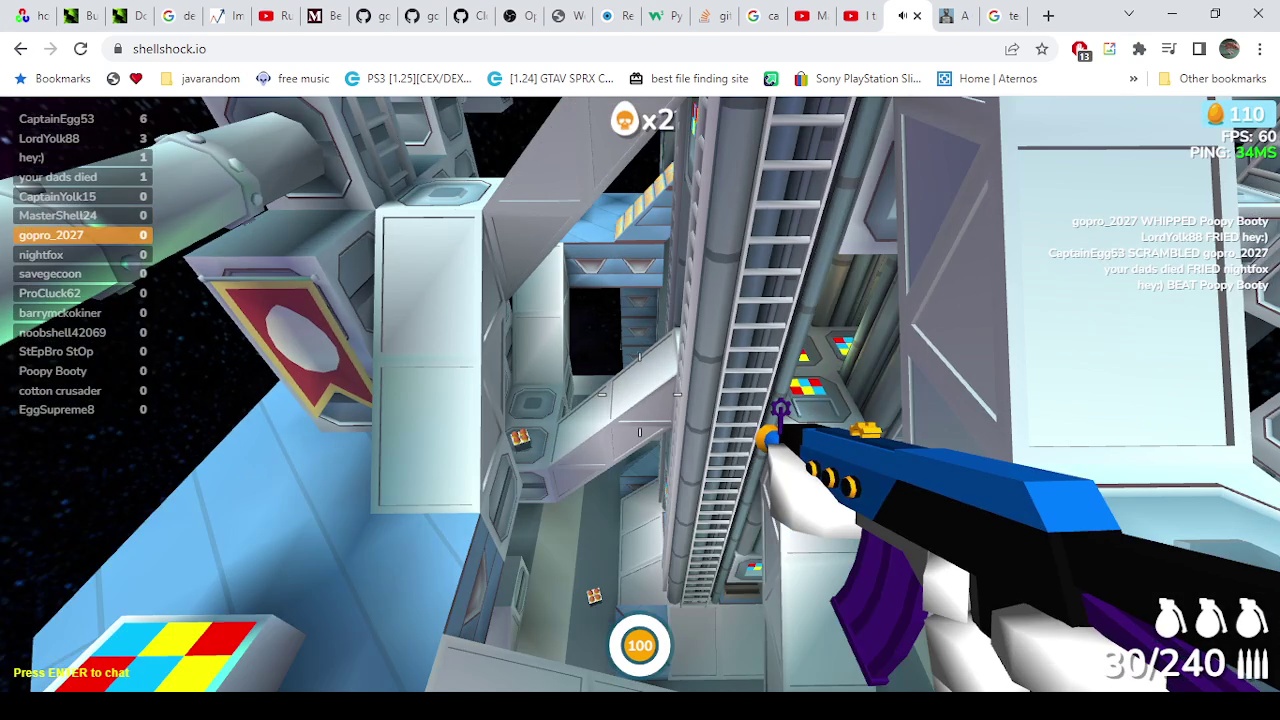 hc
Bu
Dc
de
Im
Ru
Be
gc
gc
Cl
Op
W
Re
Py
git
ca
M
I t
A
te
shellshock.io
13
Bookmarks
javarandom
free music
PS3 [1.25][CEX/DEX...
[1.24] GTAV SPRX C...
best file finding site
Sony PlayStation Sli...
Home | Aternos
»
Other bookmarks
CaptainEgg53 6
LordYolk88 3
hey:) 1
your dads died 1
CaptainYolk15 0
MasterShell24 0
gopro_2027 0
nightfox 0
savegecoon 0
ProCluck62 0
barrymckokiner 0
noobshell42069 0
StEpBro StOp 0
Poopy Booty 0
cotton crusader 0
EggSupreme8 0
x2
110
FPS: 60
PING: 34MS
gopro_2027 WHIPPED Poopy Booty
LordYolk88 FRIED hey:)
CaptainEgg53 SCRAMBLED gopro_2027
your dads died FRIED nightfox
hey:) BEAT Poopy Booty
100
30/240
Press ENTER to chat